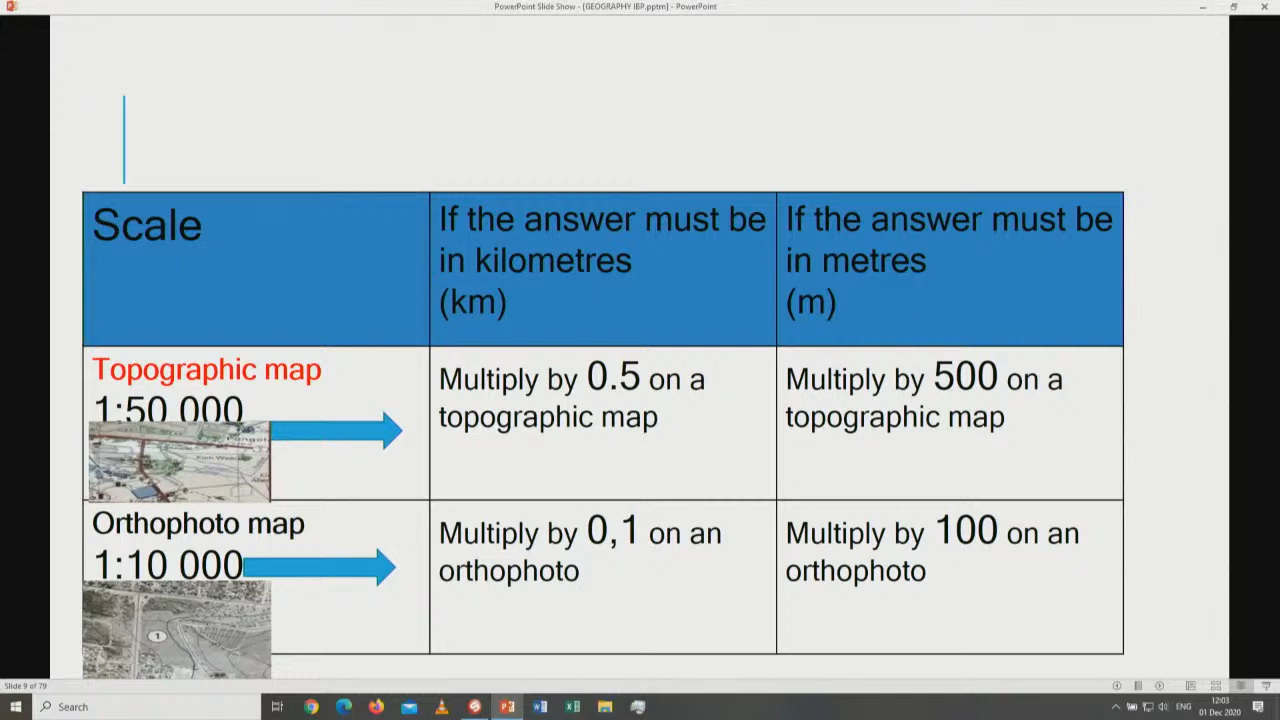 PowerPoint Slide Show - [GEOGRAPHY IBP.pptm] - PowerPoint
Scale
If the answer must be
in kilometres
(km)
If the answer must be
in metres
(m)
Topographic map
1:50 000
Multiply by 0.5 on a
topographic map
Multiply by 500 on a
topographic map
Orthophoto map
1:10 000
Multiply by 0,1 on an
orthophoto
Multiply by 100 on an
orthophoto
1
Slide 9 of 79
Search
ENG
12:03
01 Dec 2020